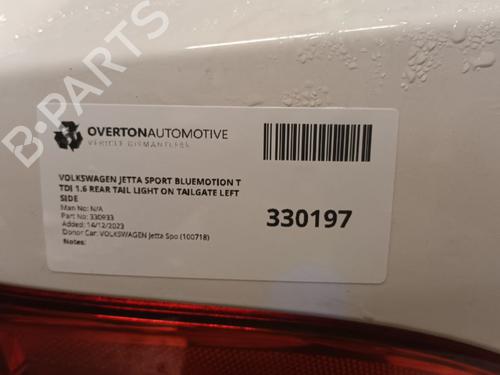 B-PARTS
OVERTONAUTOMOTIVE
VEHICLE DISMANTLERS
VOLKSWAGEN JETTA SPORT BLUEMOTION T
TDI 1.6 REAR TAIL LIGHT ON TAILGATE LEFT
SIDE
Man No: N/A
Part No: 330933
Added: 14/12/2023
Donor Car: VOLKSWAGEN Jetta Spo (100718)
Notes:
330197